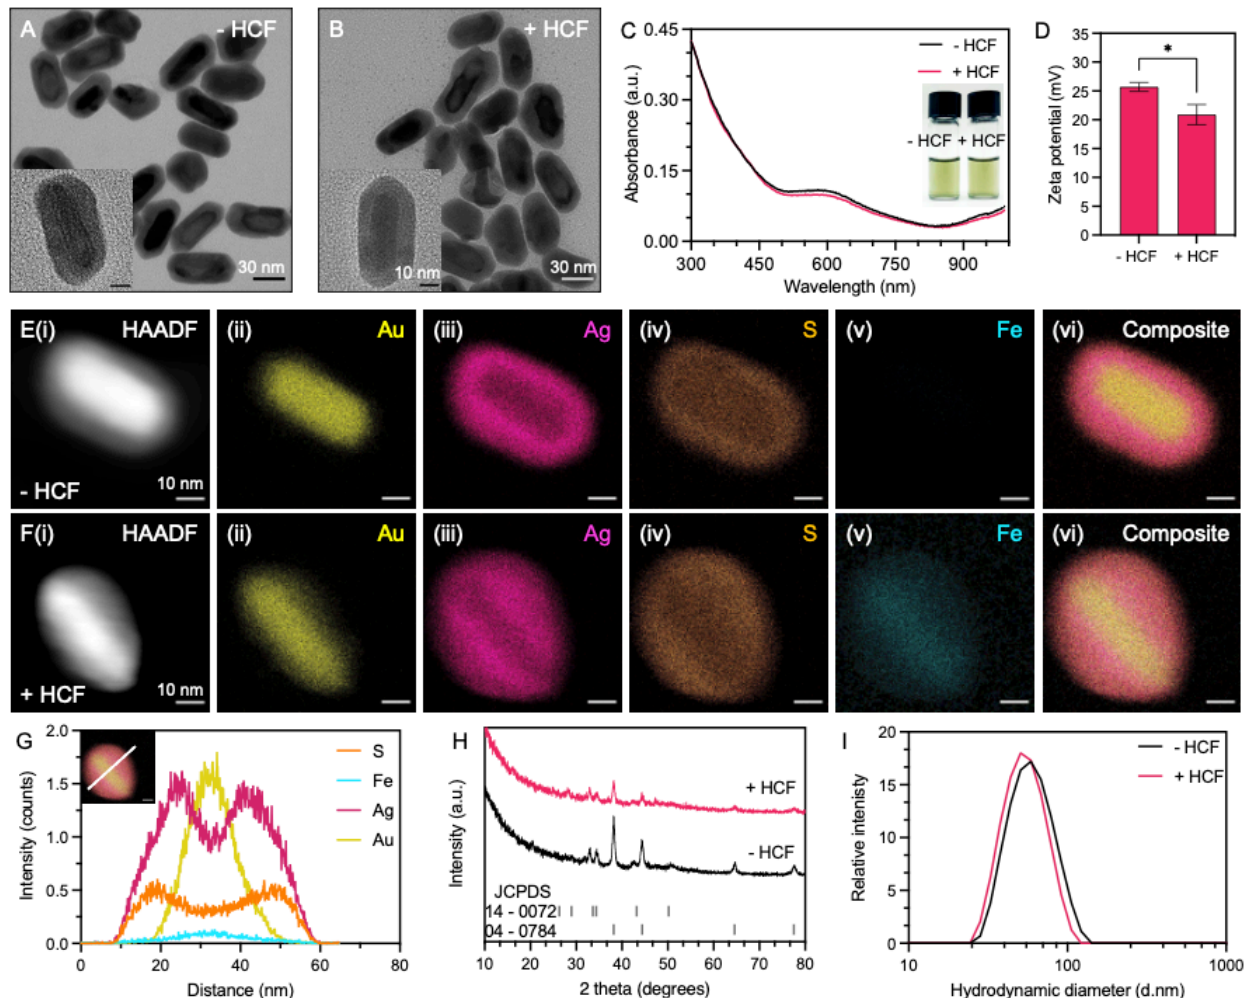 A
- HCF
30 nm
B
+ HCF
10 nm
30 nm
C
0.45
0.30
0.15
0.00
Absorbance (a.u.)
- HCF
+ HCF
- HCF + HCF
300
450
600
750
900
Wavelength (nm)
D
35
30
25
20
15
10
5
0
Zeta potential (mV)
*
- HCF
+ HCF
E(i)
HAADF
10 nm
- HCF
(ii)
Au
(iii)
Ag
(iv)
S
(v)
Fe
(vi)
Composite
F(i)
HAADF
10 nm
+ HCF
(ii)
Au
(iii)
Ag
(iv)
S
(v)
Fe
(vi)
Composite
G
2.0
1.5
1.0
0.5
0.0
Intensity (counts)
S
Fe
Ag
Au
0
20
40
60
80
Distance (nm)
H
Intensity (a.u.)
+ HCF
- HCF
JCPDS
14 - 0072
04 - 0784
10
20
30
40
50
60
70
80
2 theta (degrees)
I
20
15
10
5
0
Relative intenisty
- HCF
+ HCF
10
100
1000
Hydrodynamic diameter (d.nm)